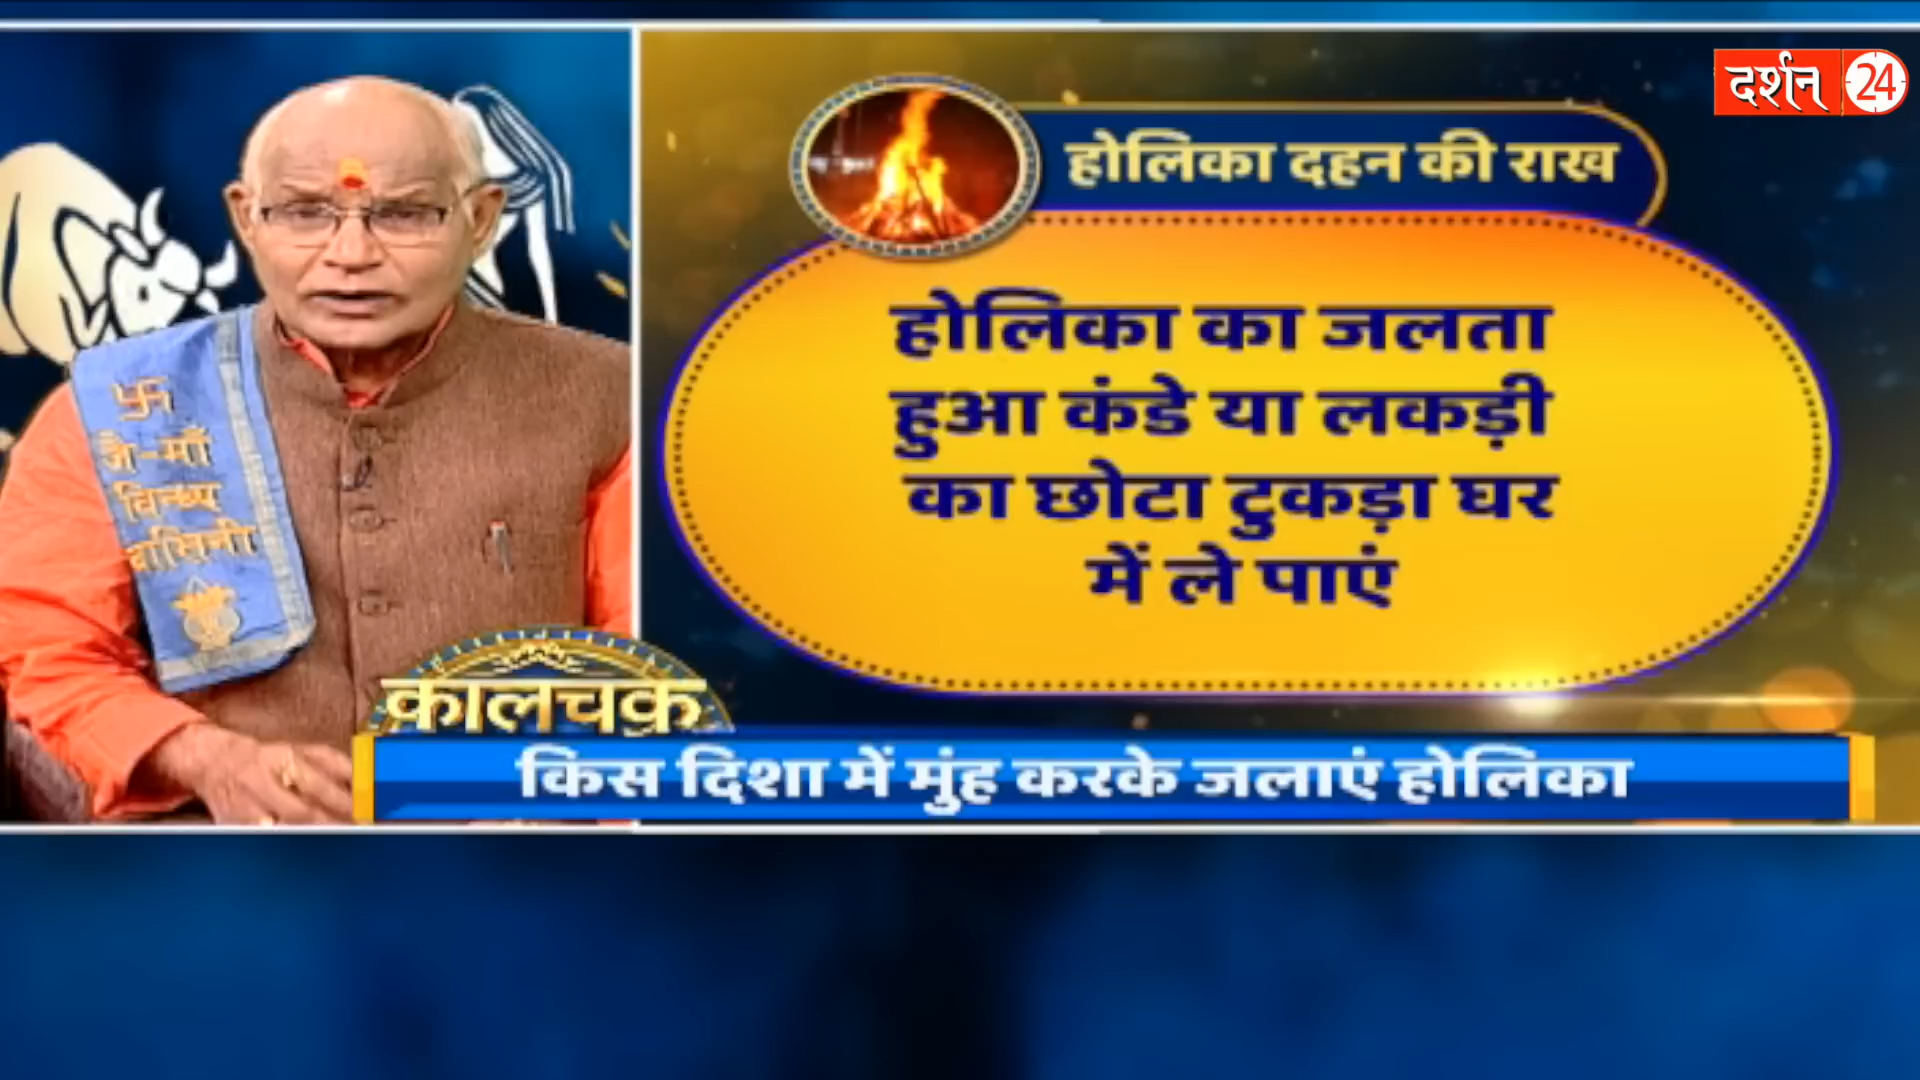 दर्शन 24
होलिका दहन की राख
होलिका का जलता
हुआ कंडे या लकड़ी
का छोटा टुकड़ा घर
में ले पाएं
जै-माँ
विन्ध्य
वासिनी
कालचक्र
किस दिशा में मुंह करके जलाएं होलिका